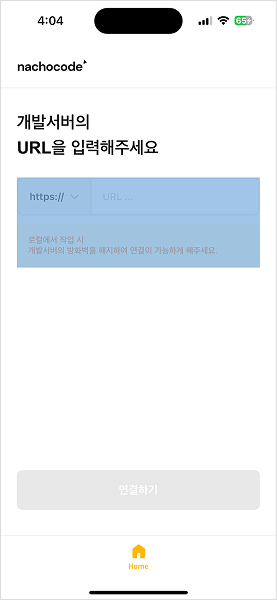 4:04
65
nachocode
개발서버의
URL을 입력해주세요
https://
URL ...
로컬에서 작업 시
개발서버의 방화벽을 해지하여 연결이 가능하게 해주세요.
연결하기
Home